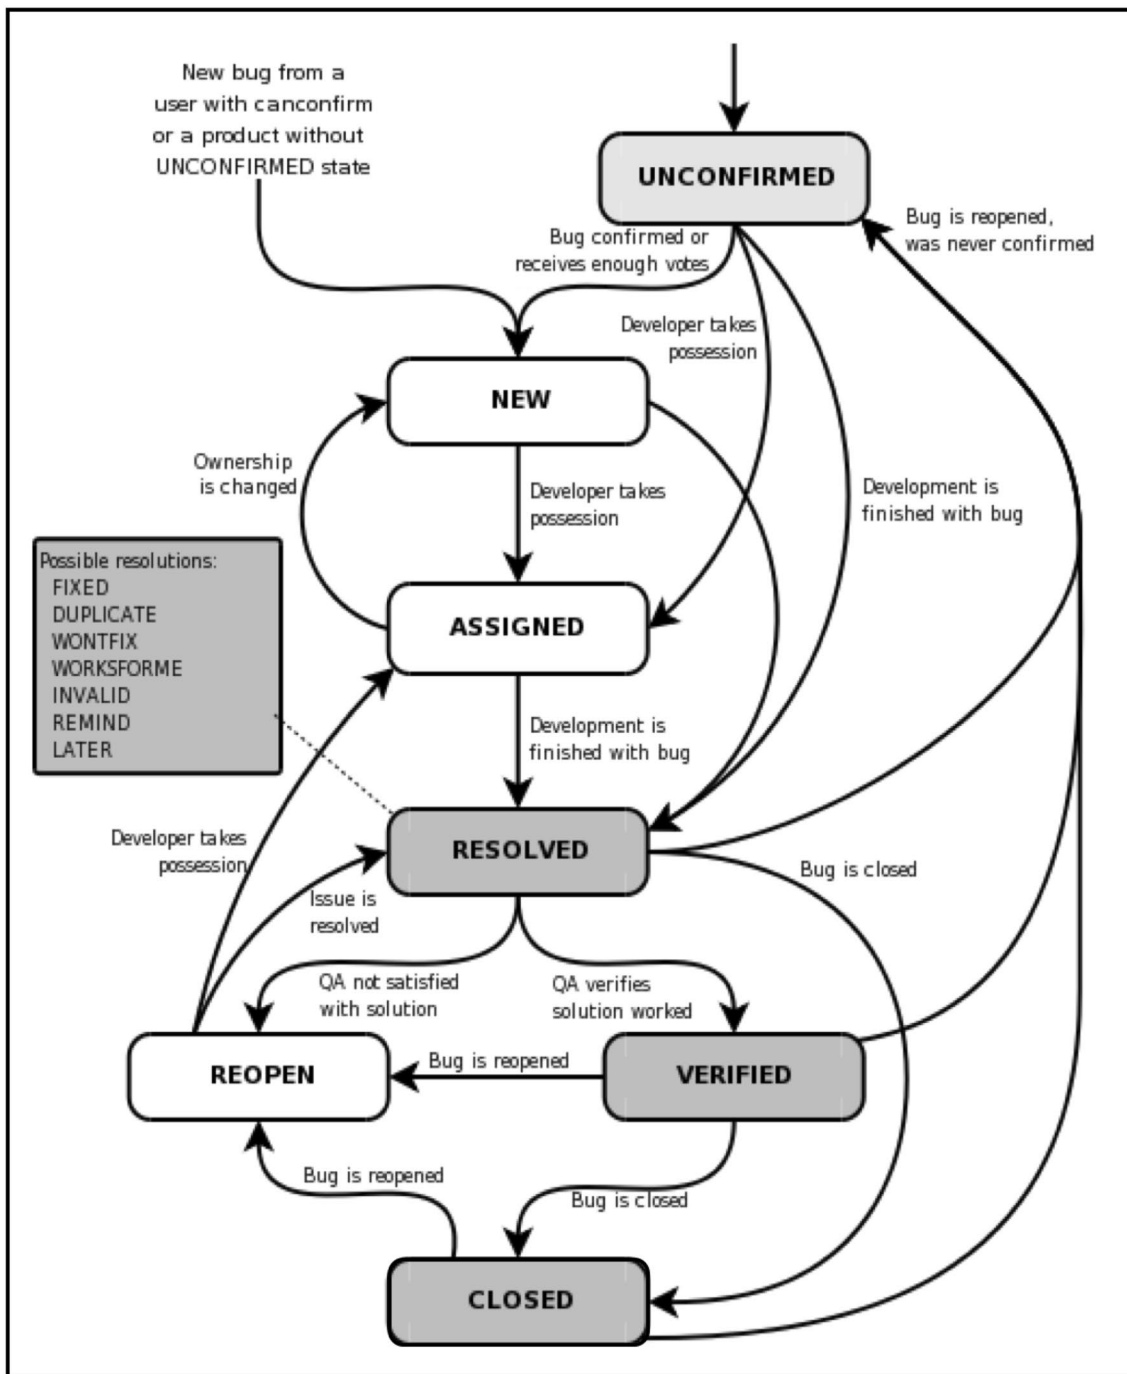 New bug from a
user with canconfirm
or a product without
UNCONFIRMED state
UNCONFIRMED
Bug is reopened,
was never confirmed
Bug confirmed or
receives enough votes
Developer takes
possession
NEW
Ownership
is changed
Developer takes
possession
Development is
finished with bug
Possible resolutions:
FIXED
DUPLICATE
WONTFIX
WORKSFORME
INVALID
REMIND
LATER
ASSIGNED
Development is
finished with bug
Developer takes
possession
RESOLVED
Bug is closed
Issue is
resolved
QA not satisfied
with solution
QA verifies
solution worked
REOPEN
Bug is reopened
VERIFIED
Bug is reopened
Bug is closed
CLOSED